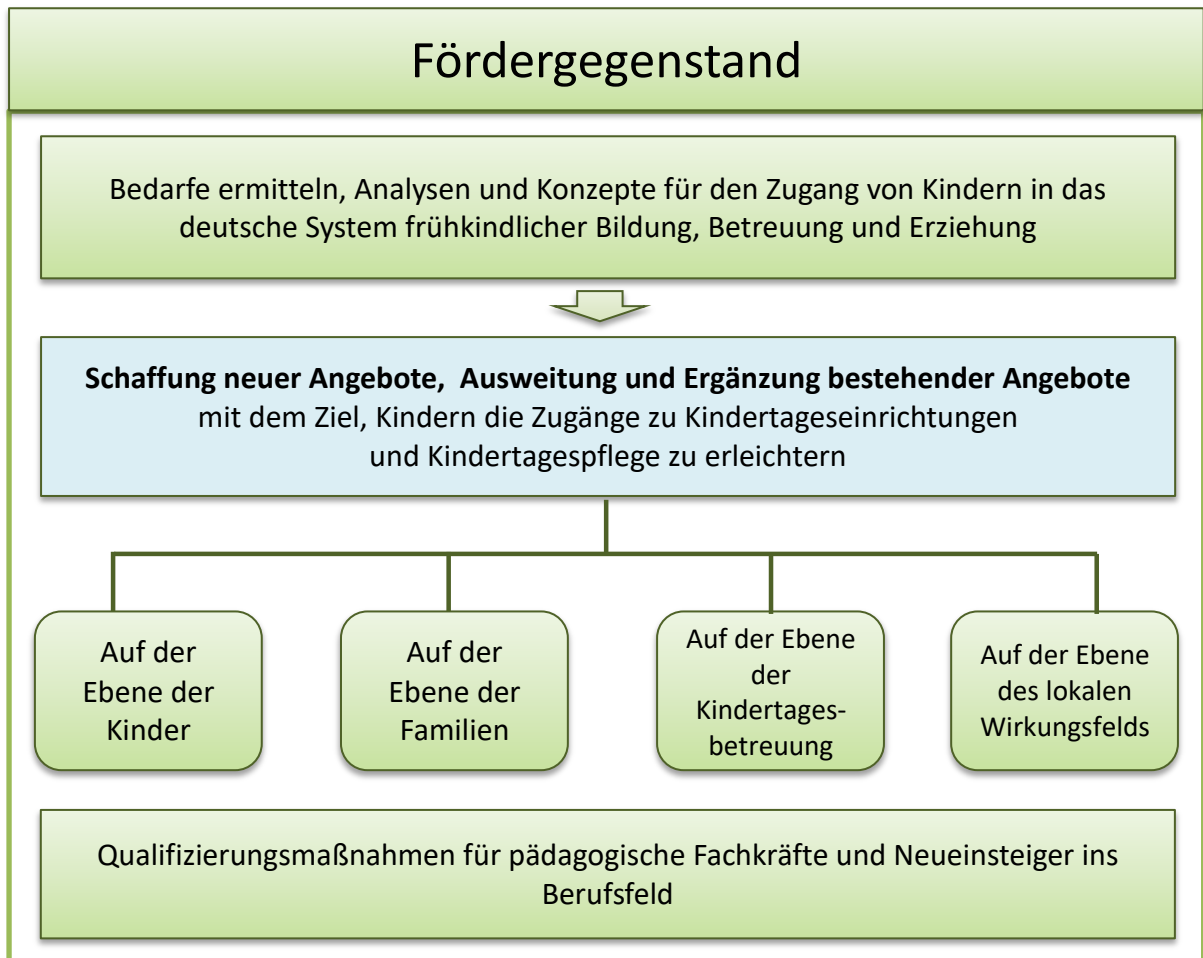 Fördergegenstand
Bedarfe ermitteln, Analysen und Konzepte für den Zugang von Kindern in das
deutsche System frühkindlicher Bildung, Betreuung und Erziehung
Schaffung neuer Angebote, Ausweitung und Ergänzung bestehender Angebote
mit dem Ziel, Kindern die Zugänge zu Kindertageseinrichtungen
und Kindertagespflege zu erleichtern
Auf der
Ebene der
Kinder
Auf der
Ebene der
Familien
Auf der Ebene
der
Kindertages-
betreuung
Auf der Ebene
des lokalen
Wirkungsfelds
Qualifizierungsmaßnahmen für pädagogische Fachkräfte und Neueinsteiger ins
Berufsfeld